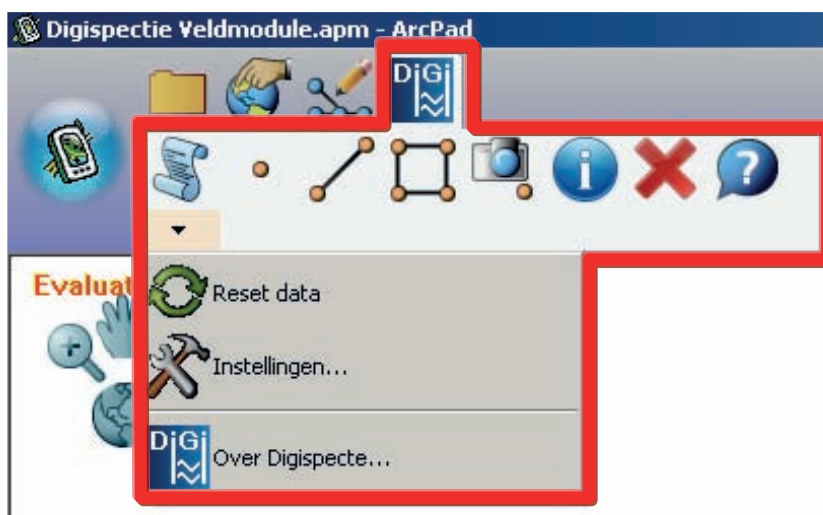 Digispectie Veldmodule.apm - ArcPad
DiGi
Evaluat
Reset data
Instellingen...
DiGi
Over Digispecte...